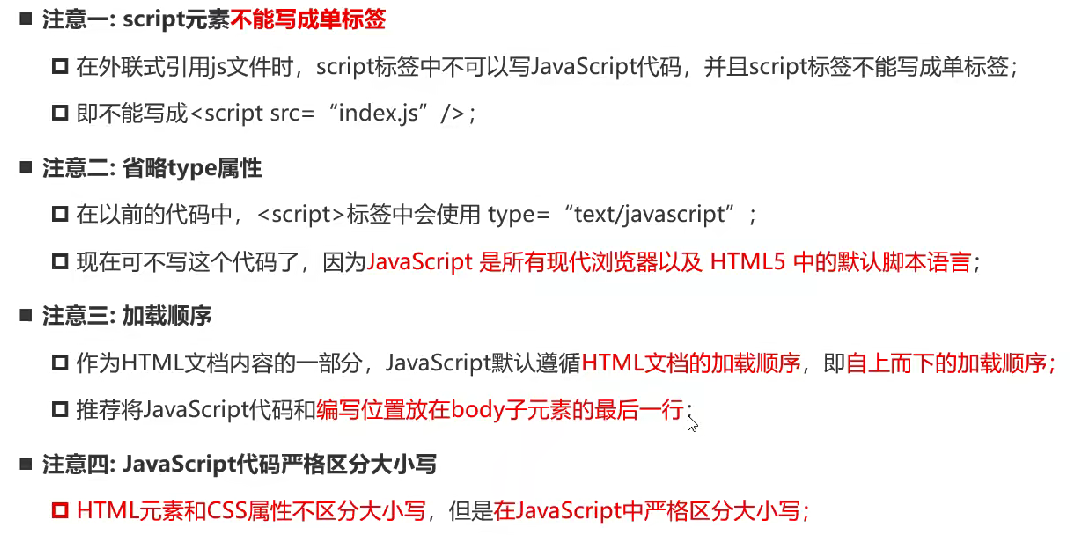 注意一: script元素不能写成单标签
在外联式引用js文件时，script标签中不可以写JavaScript代码，并且script标签不能写成单标签；
即不能写成<script src=“index.js”/>；
注意二: 省略type属性
在以前的代码中，<script>标签中会使用 type=“text/javascript”；
现在可不写这个代码了，因为JavaScript 是所有现代浏览器以及 HTML5 中的默认脚本语言；
注意三: 加载顺序
作为HTML文档内容的一部分，JavaScript默认遵循HTML文档的加载顺序，即自上而下的加载顺序；
推荐将JavaScript代码和编写位置放在body子元素的最后一行；
注意四: JavaScript代码严格区分大小写
HTML元素和CSS属性不区分大小写，但是在JavaScript中严格区分大小写；